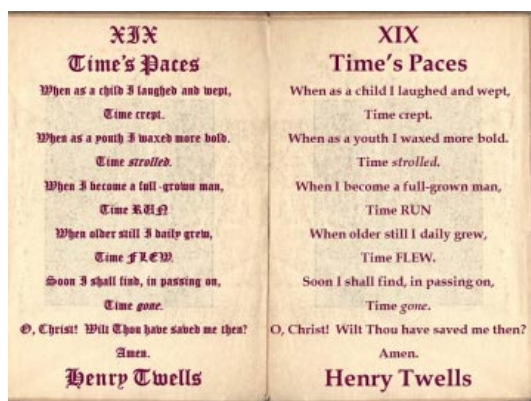 XIX
Time's Paces
When as a child I laughed and wept,
Time crept.
When as a youth I waxed more bold.
Time strolled.
When I become a full-grown man,
Time RUN
When older still I daily grew,
Time FLEW.
Soon I shall find, in passing on,
Time gone.
O, Christ! Wilt Thou have saved me then?
Amen.
Henry Twells
XIX
Time's Paces
When as a child I laughed and wept,
Time crept.
When as a youth I waxed more bold.
Time strolled.
When I become a full-grown man,
Time RUN
When older still I daily grew,
Time FLEW.
Soon I shall find, in passing on,
Time gone.
O, Christ! Wilt Thou have saved me then?
Amen.
Henry Twells